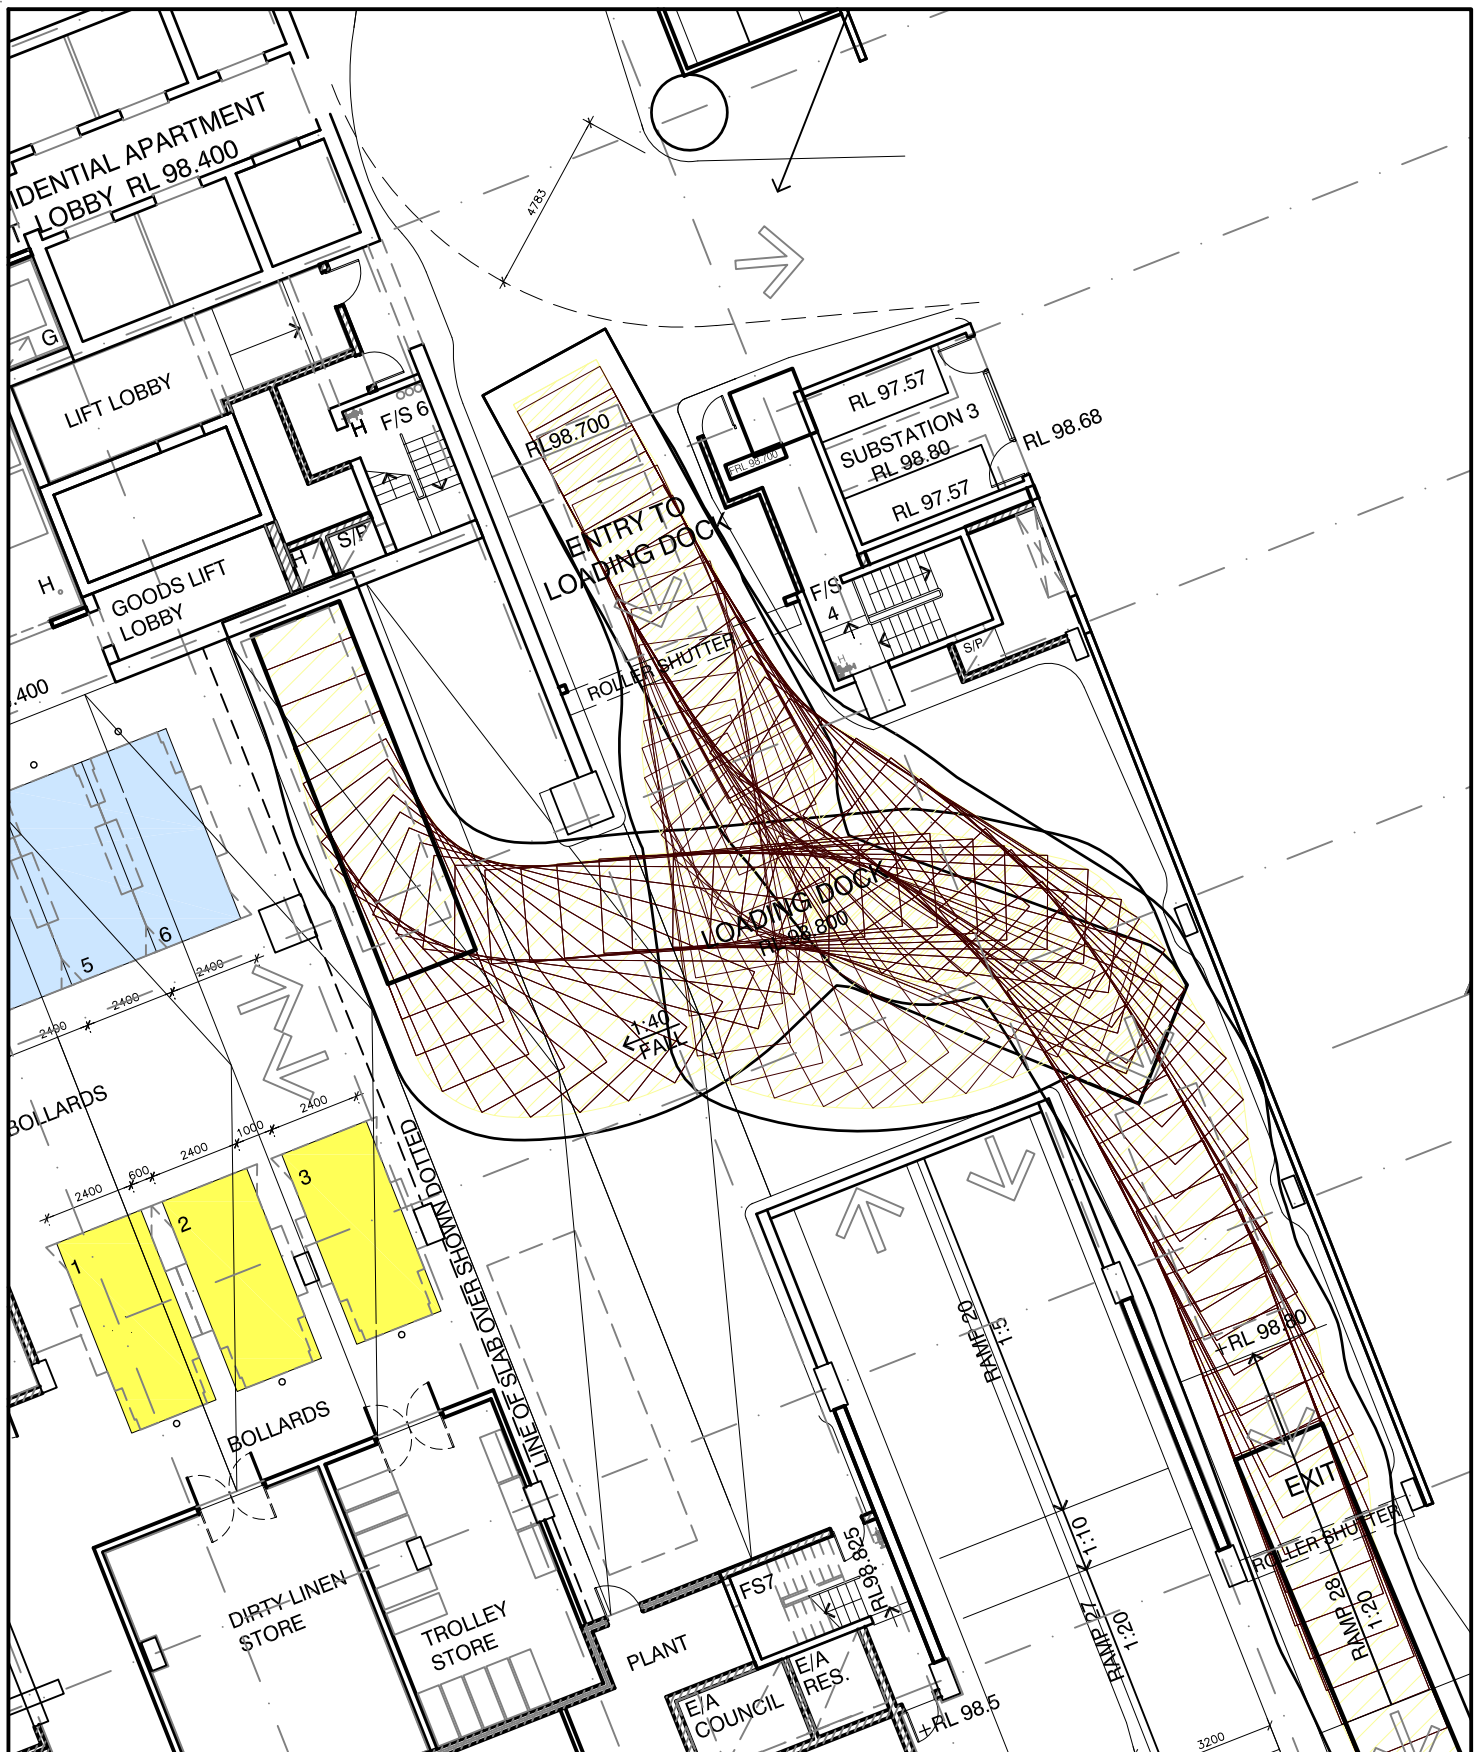 IDENTIAL APARTMENT
LOBBY RL 98.400
4783
G
LIFT LOBBY
F/S 6
H
RL98.700
RL 97.57
SUBSTATION 3
RL 98.80
RL 97.57
RL 98.68
FRL 98.700
ENTRY TO
LOADING DOCK
S/P
H
H
GOODS LIFT
LOBBY
F/S
4
H
S/P
ROLLER SHUTTER
.400
LOADING DOCK
RL 98.800
6
5
2400
2400
2400
1:40
FALL
BOLLARDS
2400
1000
2400
600
2400
3
2
1
LINE OF SLAB OVER SHOWN DOTTED
RAMP 20
1:5
+RL 98.80
BOLLARDS
EXIT
ROLLER SHUTTER
1:10
RL98.825
FS7
DIRTY LINEN
STORE
TROLLEY
STORE
PLANT
RAMP 27
1:20
RAMP 28
1:20
E/A
RES.
E/A
COUNCIL
+RL 98.5
3200